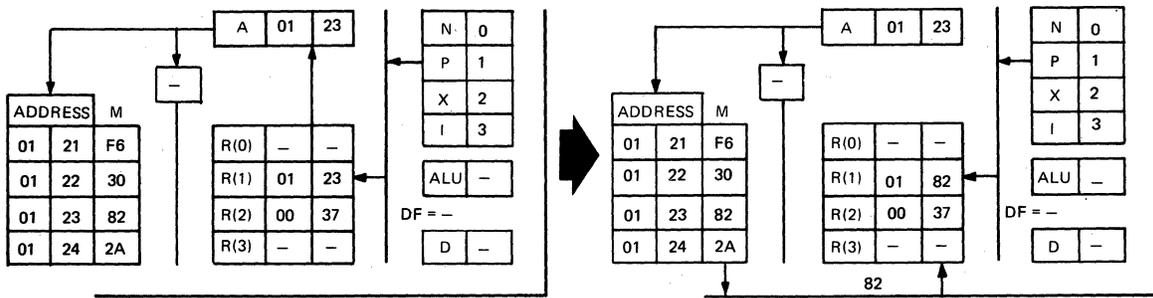 A 01 23
N 0
P 1
X 2
I 3
–
ADDRESS M
01 21 F6
01 22 30
01 23 82
01 24 2A
R(0) – –
R(1) 01 23
R(2) 00 37
R(3) – –
ALU –
DF = –
D –
A 01 23
N 0
P 1
X 2
I 3
–
ADDRESS M
01 21 F6
01 22 30
01 23 82
01 24 2A
R(0) – –
R(1) 01 82
R(2) 00 37
R(3) – –
ALU –
DF = –
D –
82